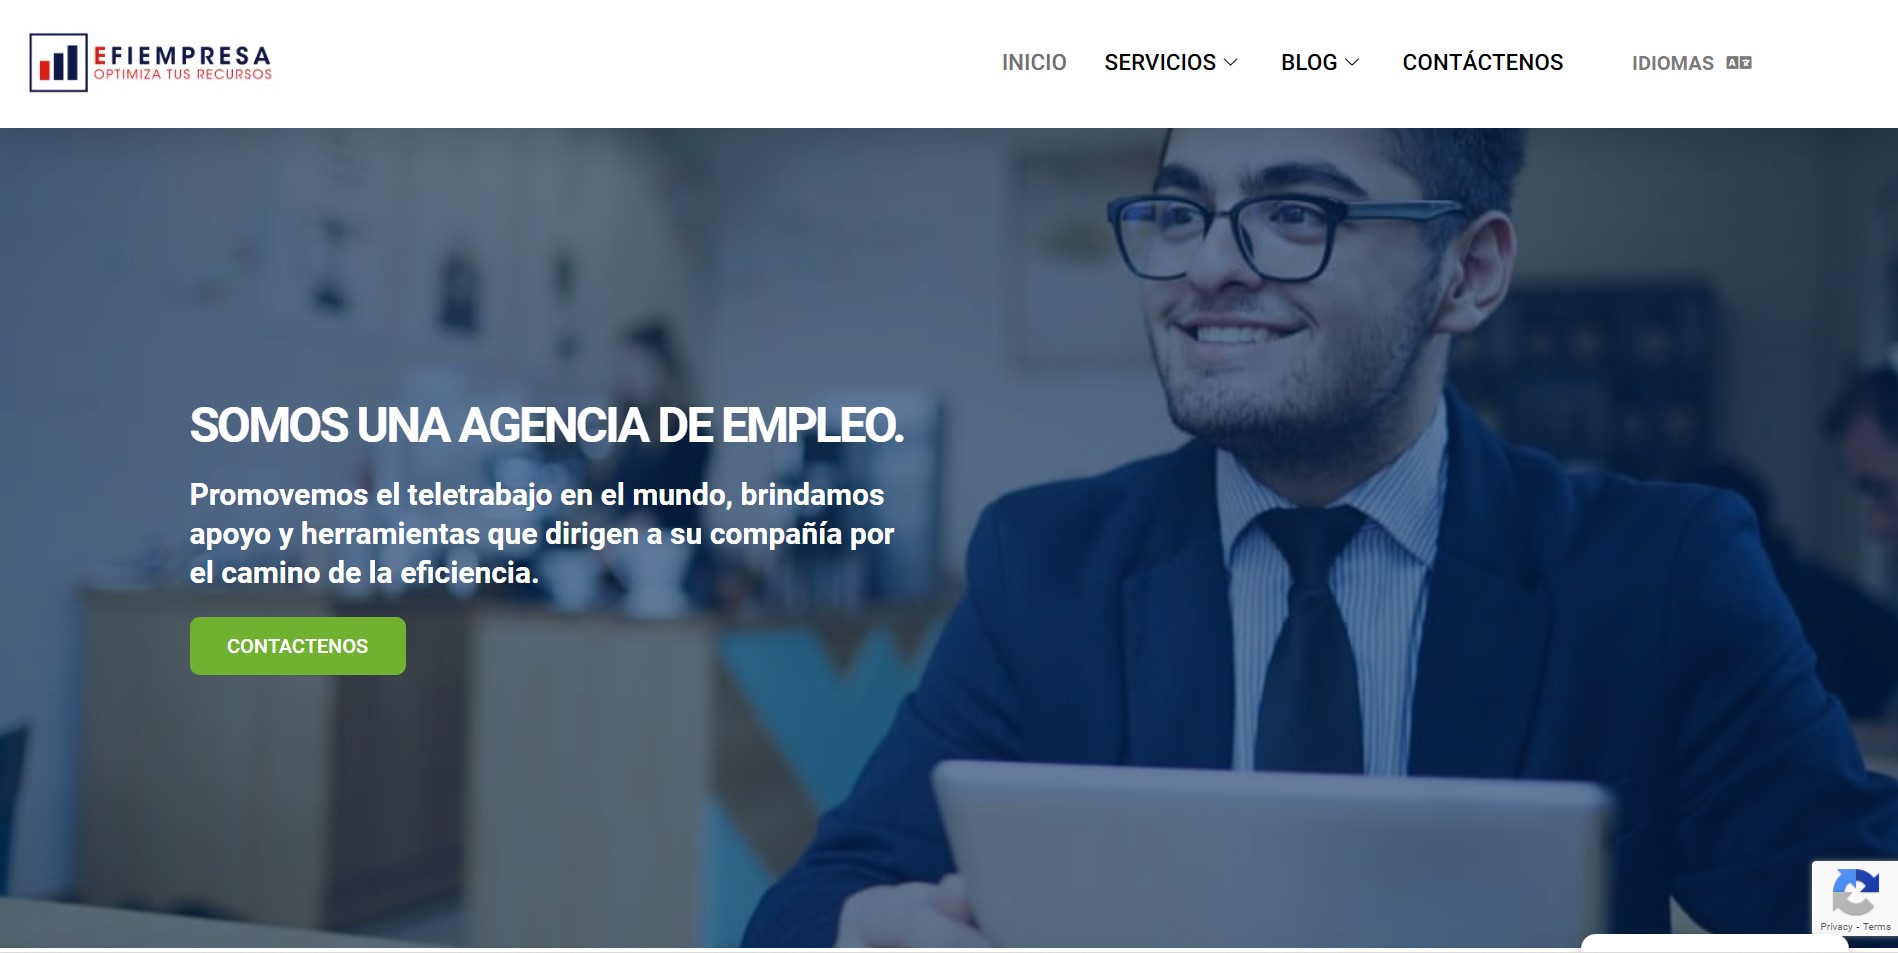 EFIEMPRESA
OPTIMIZA TUS RECURSOS
INICIO SERVICIOS BLOG CONTÁCTENOS IDIOMAS
SOMOS UNA AGENCIA DE EMPLEO.
Promovemos el teletrabajo en el mundo, brindamos
apoyo y herramientas que dirigen a su compañía por
el camino de la eficiencia.
CONTACTENOS
Privacy - Terms